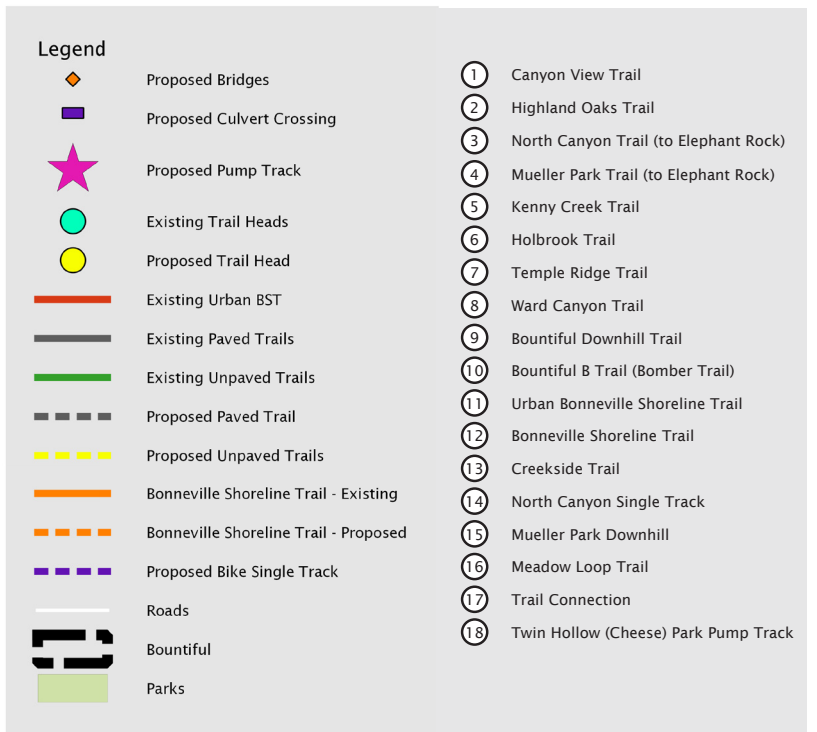 Legend
Proposed Bridges
Proposed Culvert Crossing
Proposed Pump Track
Existing Trail Heads
Proposed Trail Head
Existing Urban BST
Existing Paved Trails
Existing Unpaved Trails
Proposed Paved Trail
Proposed Unpaved Trails
Bonneville Shoreline Trail - Existing
Bonneville Shoreline Trail - Proposed
Proposed Bike Single Track
Roads
Bountiful
Parks
1 Canyon View Trail
2 Highland Oaks Trail
3 North Canyon Trail (to Elephant Rock)
4 Mueller Park Trail (to Elephant Rock)
5 Kenny Creek Trail
6 Holbrook Trail
7 Temple Ridge Trail
8 Ward Canyon Trail
9 Bountiful Downhill Trail
10 Bountiful B Trail (Bomber Trail)
11 Urban Bonneville Shoreline Trail
12 Bonneville Shoreline Trail
13 Creekside Trail
14 North Canyon Single Track
15 Mueller Park Downhill
16 Meadow Loop Trail
17 Trail Connection
18 Twin Hollow (Cheese) Park Pump Track